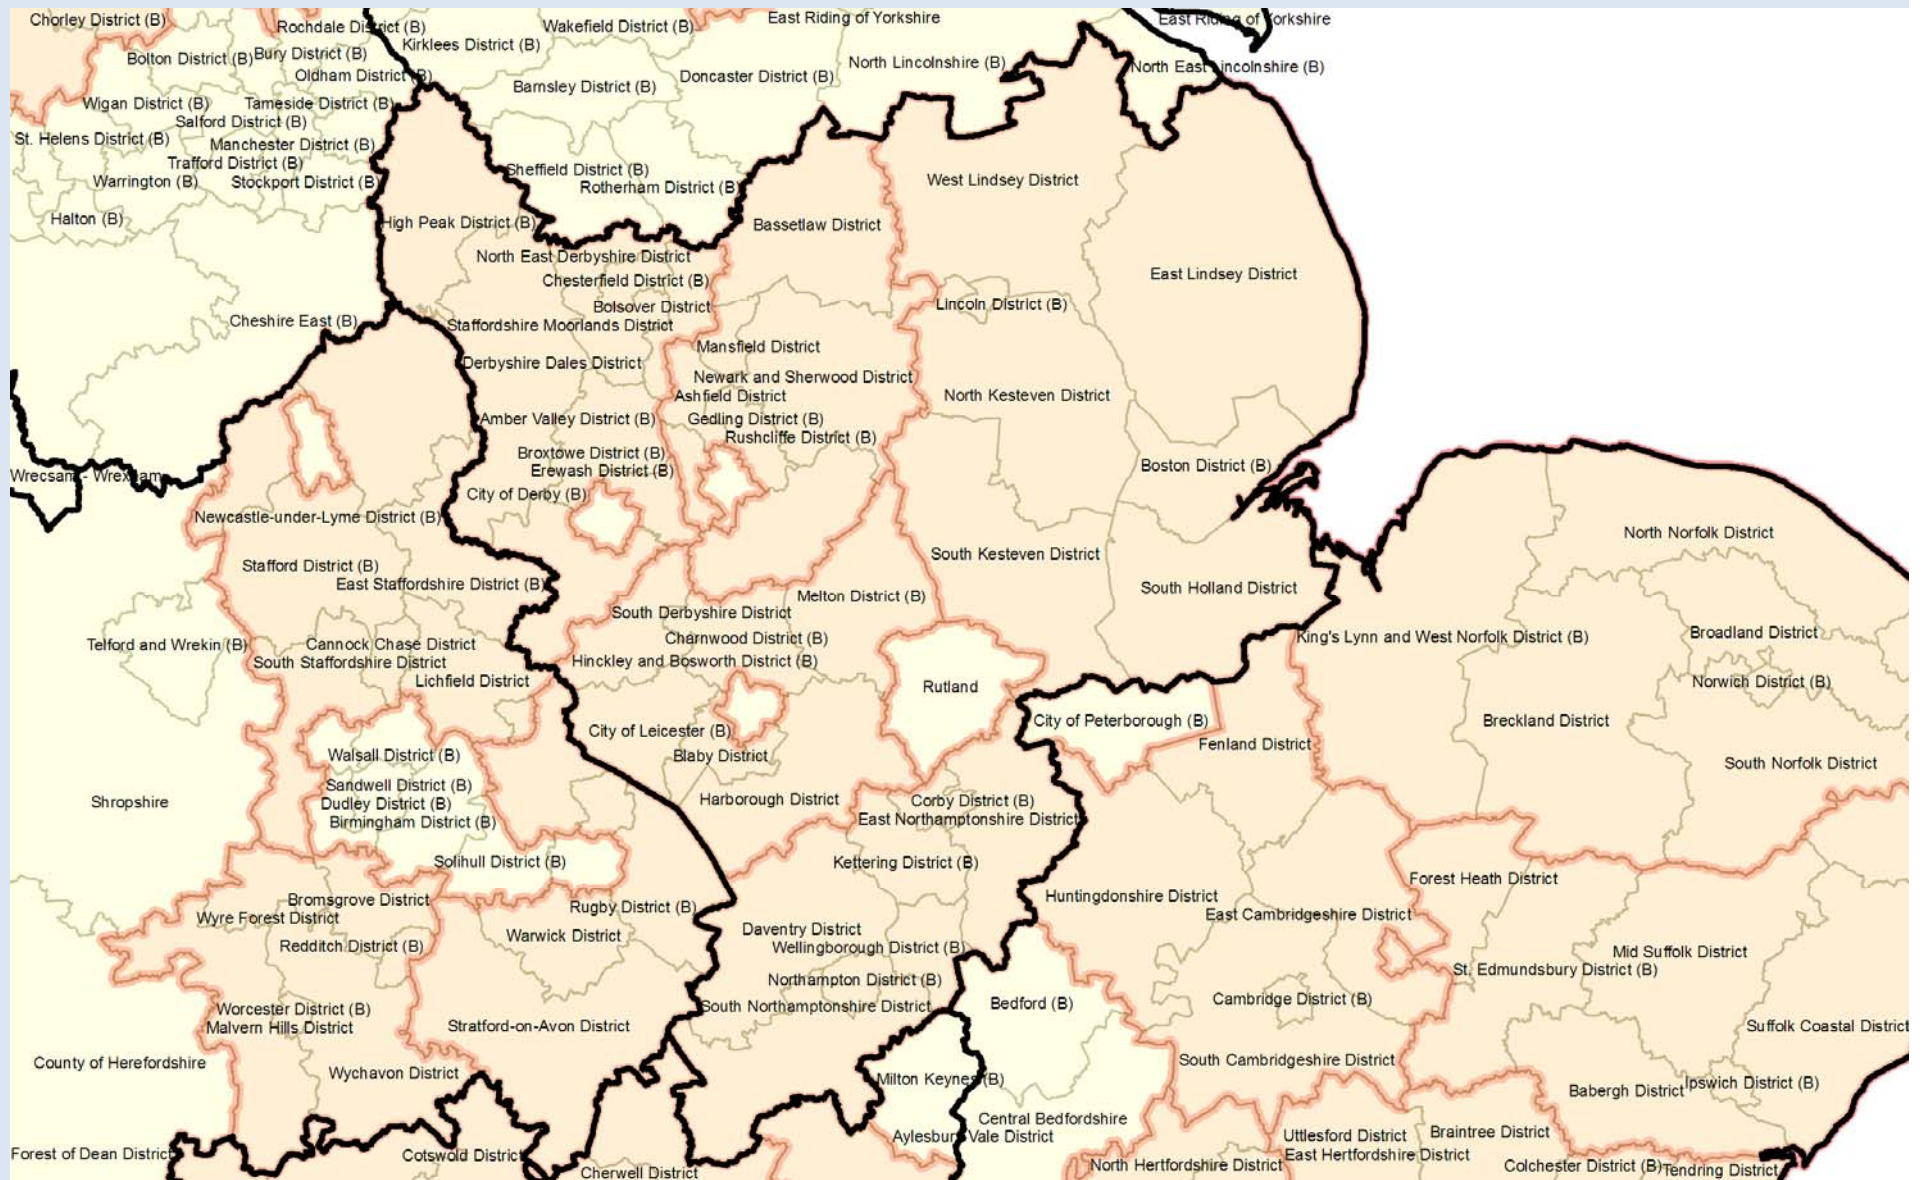 Chorley District (B)
Rochdale District (B)
Wakefield District (B)
East Riding of Yorkshire
East Riding of Yorkshire
Kirklees District (B)
Bolton District (B)
Bury District (B)
North Lincolnshire (B)
North East Lincolnshire (B)
Oldham District (B)
Doncaster District (B)
Barnsley District (B)
Wigan District (B)
Tameside District (B)
Salford District (B)
St. Helens District (B)
Manchester District (B)
Trafford District (B)
Sheffield District (B)
Warrington (B)
Stockport District (B)
Rotherham District (B)
West Lindsey District
Halton (B)
High Peak District (B)
Bassetlaw District
North East Derbyshire District
East Lindsey District
Chesterfield District (B)
Bolsover District
Lincoln District (B)
Cheshire East (B)
Staffordshire Moorlands District
Mansfield District
Derbyshire Dales District
Newark and Sherwood District
Ashfield District
North Kesteven District
Amber Valley District (B)
Gedling District (B)
Rushcliffe District (B)
Broxtowe District (B)
Erewash District (B)
Boston District (B)
Wrecsam - Wrexham
City of Derby (B)
Newcastle-under-Lyme District (B)
North Norfolk District
South Kesteven District
Stafford District (B)
East Staffordshire District (B)
South Holland District
Melton District (B)
South Derbyshire District
Telford and Wrekin (B)
Cannock Chase District
Charnwood District (B)
King's Lynn and West Norfolk District (B)
Broadland District
South Staffordshire District
Hinckley and Bosworth District (B)
Lichfield District
Rutland
Norwich District (B)
City of Peterborough (B)
Breckland District
City of Leicester (B)
Fenland District
Walsall District (B)
Blaby District
South Norfolk District
Sandwell District (B)
Shropshire
Dudley District (B)
Harborough District
Corby District (B)
Birmingham District (B)
East Northamptonshire District
Solihull District (B)
Kettering District (B)
Forest Heath District
Bromsgrove District
Huntingdonshire District
Rugby District (B)
Wyre Forest District
East Cambridgeshire District
Warwick District
Daventry District
Redditch District (B)
Wellingborough District (B)
Mid Suffolk District
St. Edmundsbury District (B)
Northampton District (B)
Worcester District (B)
South Northamptonshire District
Bedford (B)
Cambridge District (B)
Malvern Hills District
Stratford-on-Avon District
Suffolk Coastal District
County of Herefordshire
South Cambridgeshire District
Wychavon District
Milton Keynes (B)
Babergh District
Ipswich District (B)
Central Bedfordshire
Aylesbury Vale District
Uttlesford District
Braintree District
Forest of Dean District
Cotswold District
East Hertfordshire District
Cherwell District
North Hertfordshire District
Colchester District (B)
Tendring District